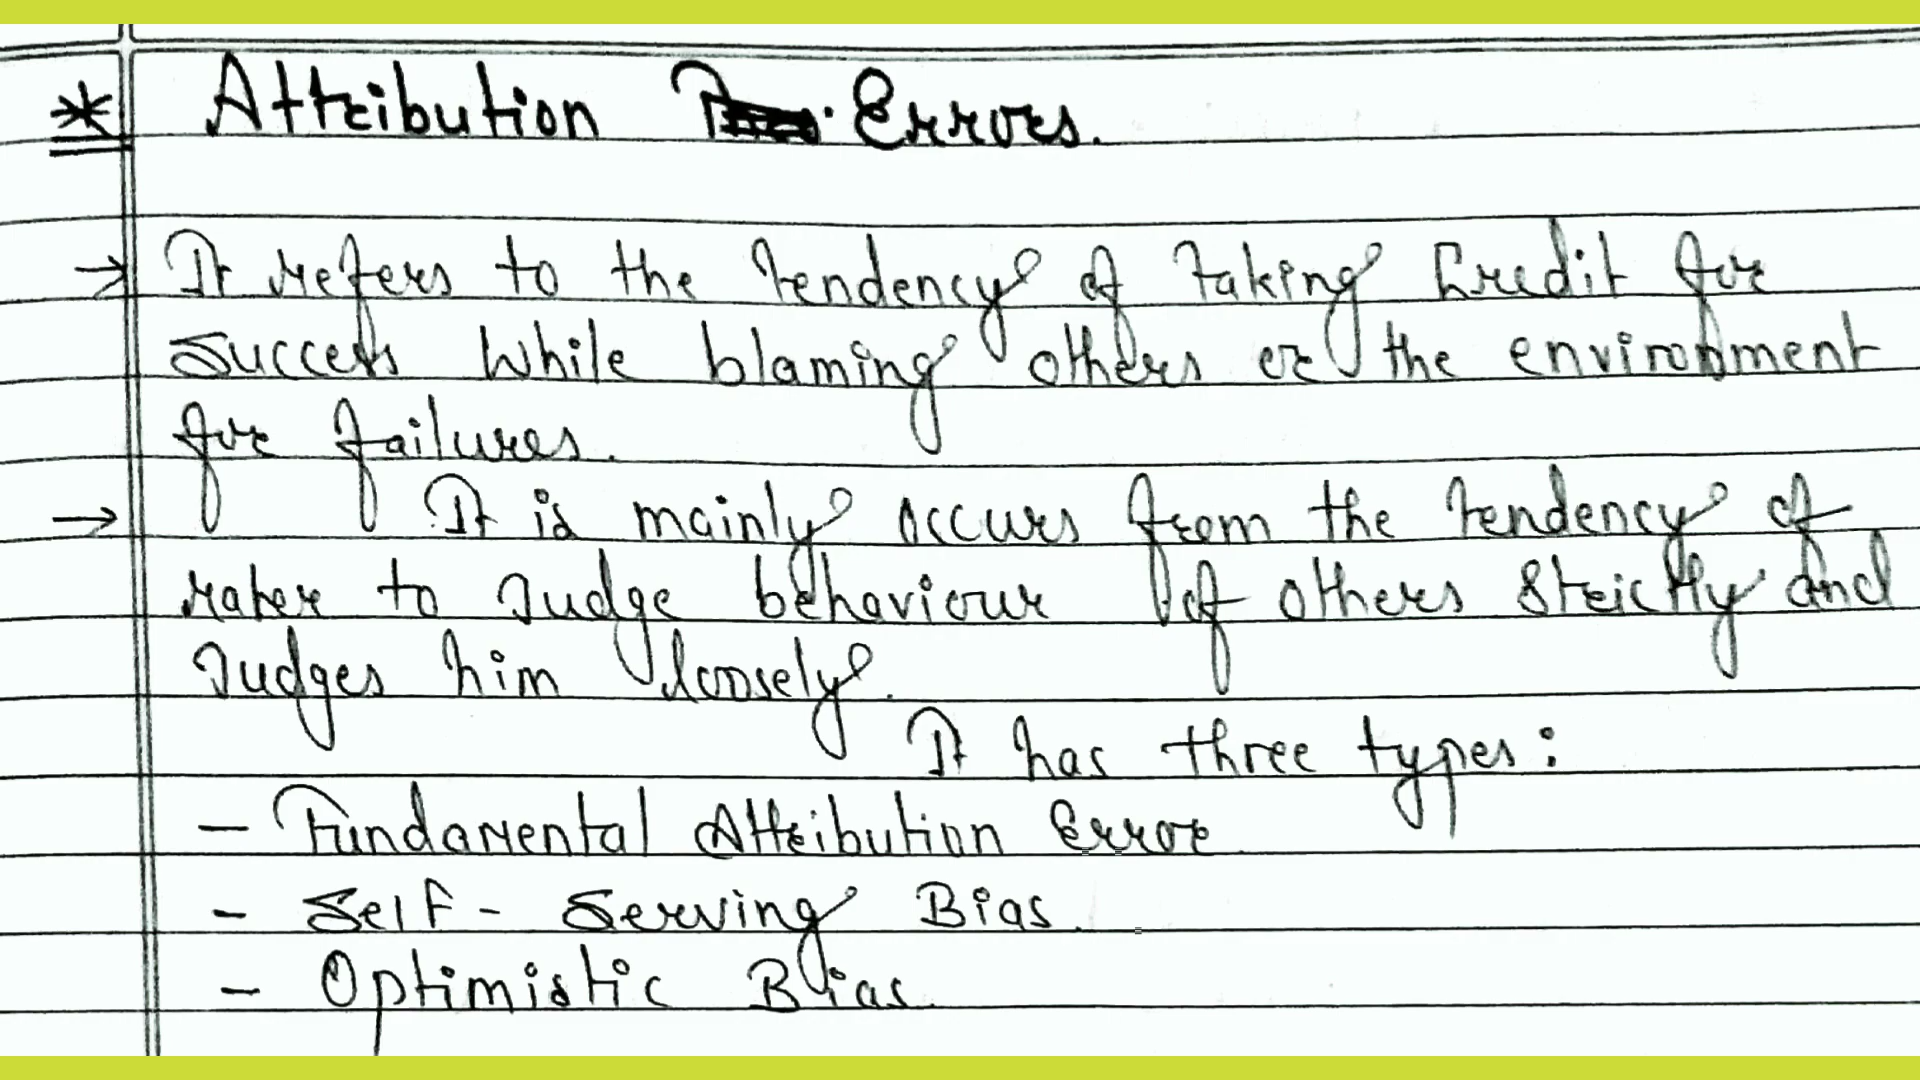 * Attribution Errors.
→ It refers to the tendency of taking Credit for
success while blaming others or the environment
for failures.
→ It is mainly occurs from the tendency of
rater to Judge behaviour of others strictly and
Judges him loosely.
It has three types:
- Fundamental Attribution Error
- Self-Serving Bias.
- Optimistic Bias.